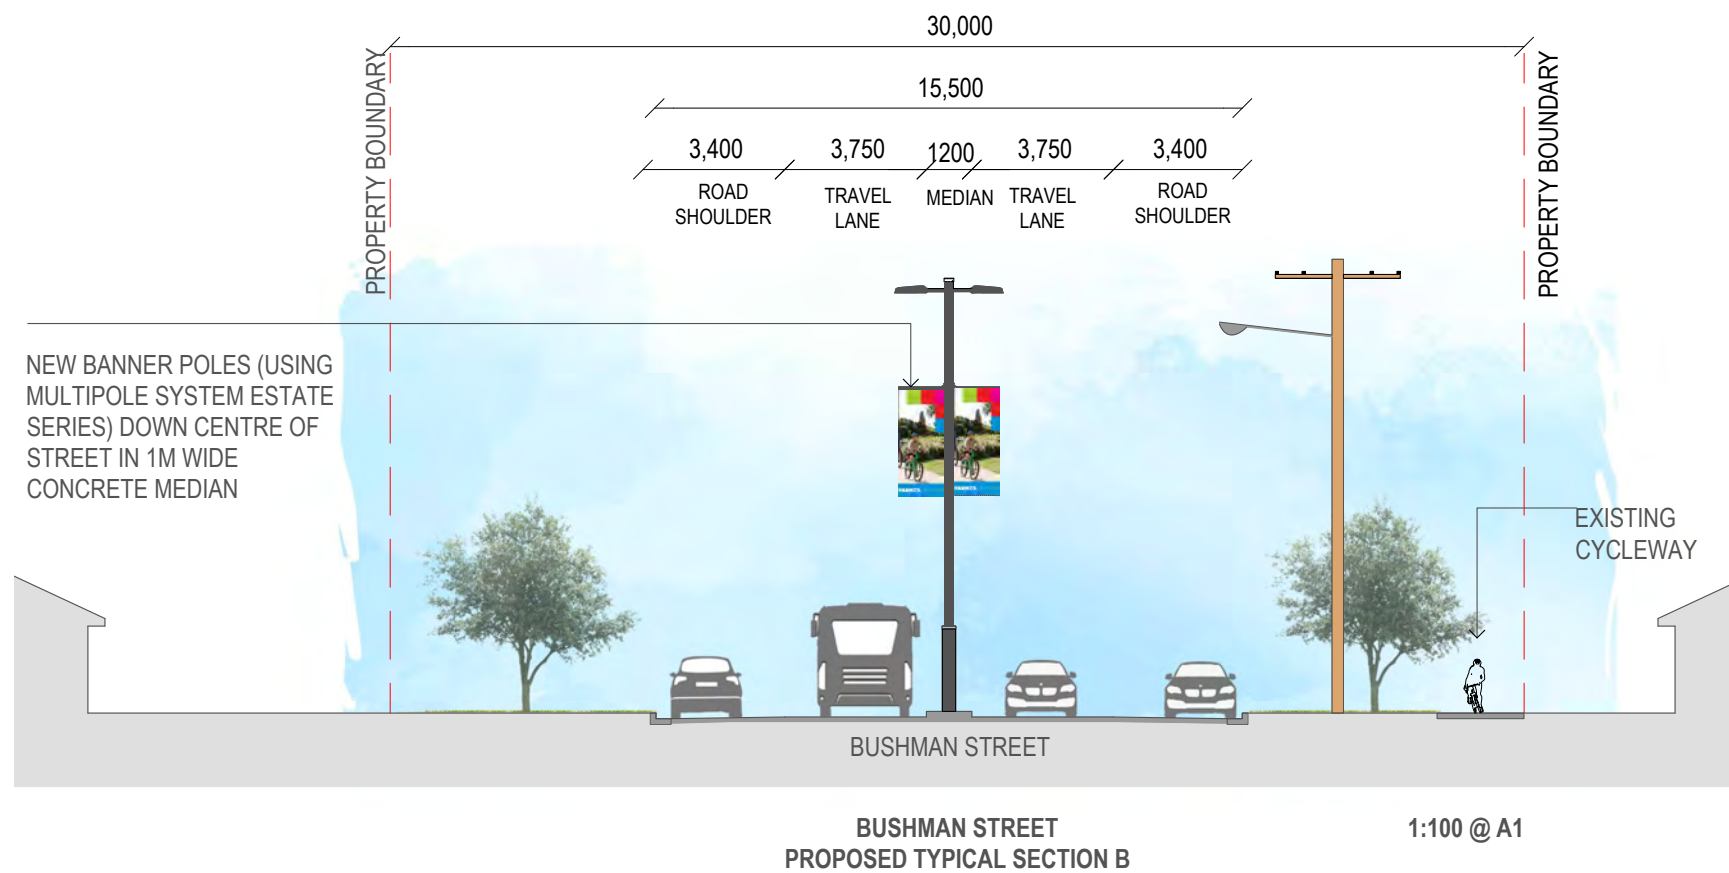 30,000
15,500
3,400
3,750
1200
3,750
3,400
ROAD
SHOULDER
TRAVEL
LANE
MEDIAN
TRAVEL
LANE
ROAD
SHOULDER
PROPERTY BOUNDARY
PROPERTY BOUNDARY
NEW BANNER POLES (USING
MULTIPOLE SYSTEM ESTATE
SERIES) DOWN CENTRE OF
STREET IN 1M WIDE
CONCRETE MEDIAN
EXISTING
CYCLEWAY
BUSHMAN STREET
BUSHMAN STREET
PROPOSED TYPICAL SECTION B
1:100 @ A1